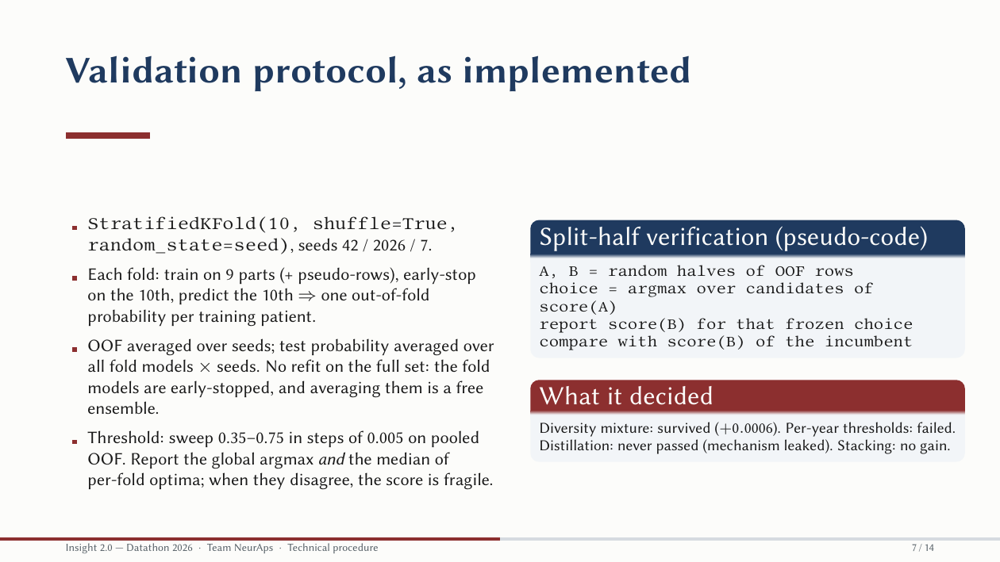 Validation protocol, as implemented
StratifiedKFold(10, shuffle=True,
random_state=seed), seeds 42 / 2026 / 7.
Each fold: train on 9 parts (+ pseudo-rows), early-stop
on the 10th, predict the 10th ⇒ one out-of-fold
probability per training patient.
OOF averaged over seeds; test probability averaged over
all fold models × seeds. No refit on the full set: the fold
models are early-stopped, and averaging them is a free
ensemble.
Threshold: sweep 0.35–0.75 in steps of 0.005 on pooled
OOF. Report the global argmax and the median of
per-fold optima; when they disagree, the score is fragile.
Split-half verification (pseudo-code)
A, B = random halves of OOF rows
choice = argmax over candidates of
score(A)
report score(B) for that frozen choice
compare with score(B) of the incumbent
What it decided
Diversity mixture: survived (+0.0006). Per-year thresholds: failed.
Distillation: never passed (mechanism leaked). Stacking: no gain.
Insight 2.0 — Datathon 2026 · Team NeurAps · Technical procedure
7 / 14